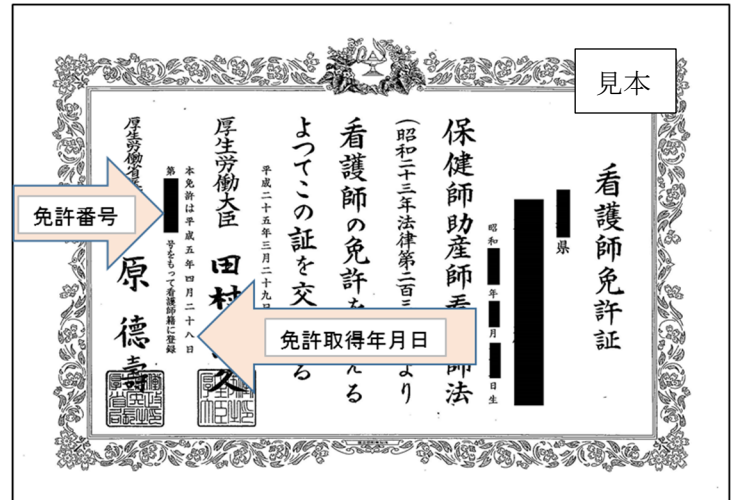 見本
看護師免許証
県
昭和 年 月 日生
保健師助産師看 師法
(昭和二十三年法律第二百三 より
看護師の免許を える
よつてこの証を交 る
平成二十五年三月二十九日
厚生労働大臣 田村 久
本免許は平成五年四月二十八日
第 号をもって看護師籍に登録
厚生労働省 原 德壽
免許番号
免許取得年月日